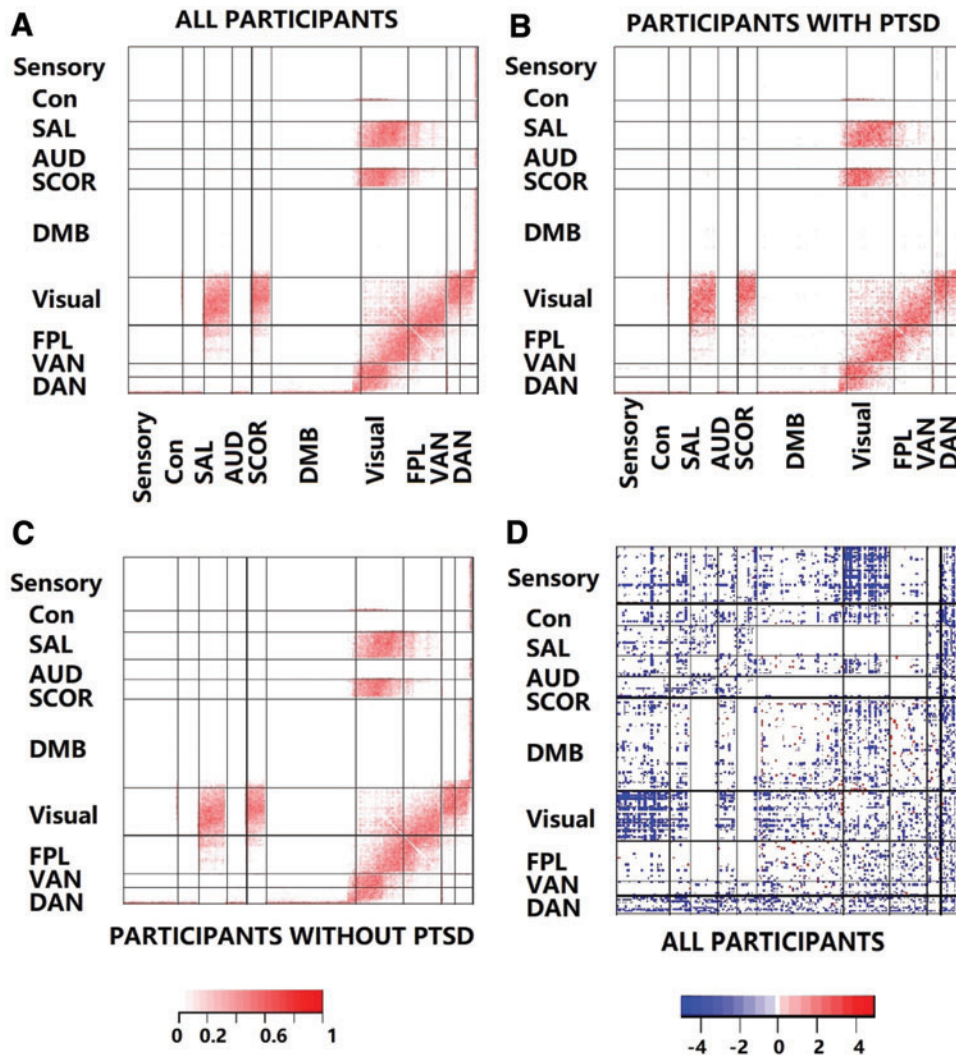 A
ALL PARTICIPANTS
Sensory
Con
SAL
AUD
SCOR
DMB
Visual
FPL
VAN
DAN
Sensory
Con
SAL
AUD
SCOR
DMB
Visual
FPL
VAN
DAN
B
PARTICIPANTS WITH PTSD
Sensory
Con
SAL
AUD
SCOR
DMB
Visual
FPL
VAN
DAN
Sensory
Con
SAL
AUD
SCOR
DMB
Visual
FPL
VAN
DAN
C
Sensory
Con
SAL
AUD
SCOR
DMB
Visual
FPL
VAN
DAN
PARTICIPANTS WITHOUT PTSD
0 0.2 0.6 1
D
Sensory
Con
SAL
AUD
SCOR
DMB
Visual
FPL
VAN
DAN
ALL PARTICIPANTS
-4 -2 0 2 4